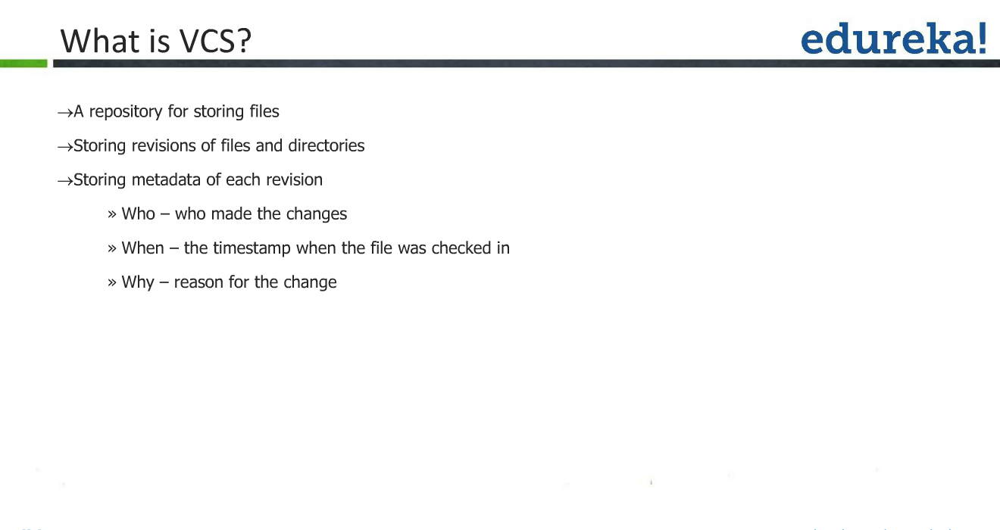 What is VCS?
edureka!
→A repository for storing files
→Storing revisions of files and directories
→Storing metadata of each revision
» Who – who made the changes
» When – the timestamp when the file was checked in
» Why – reason for the change